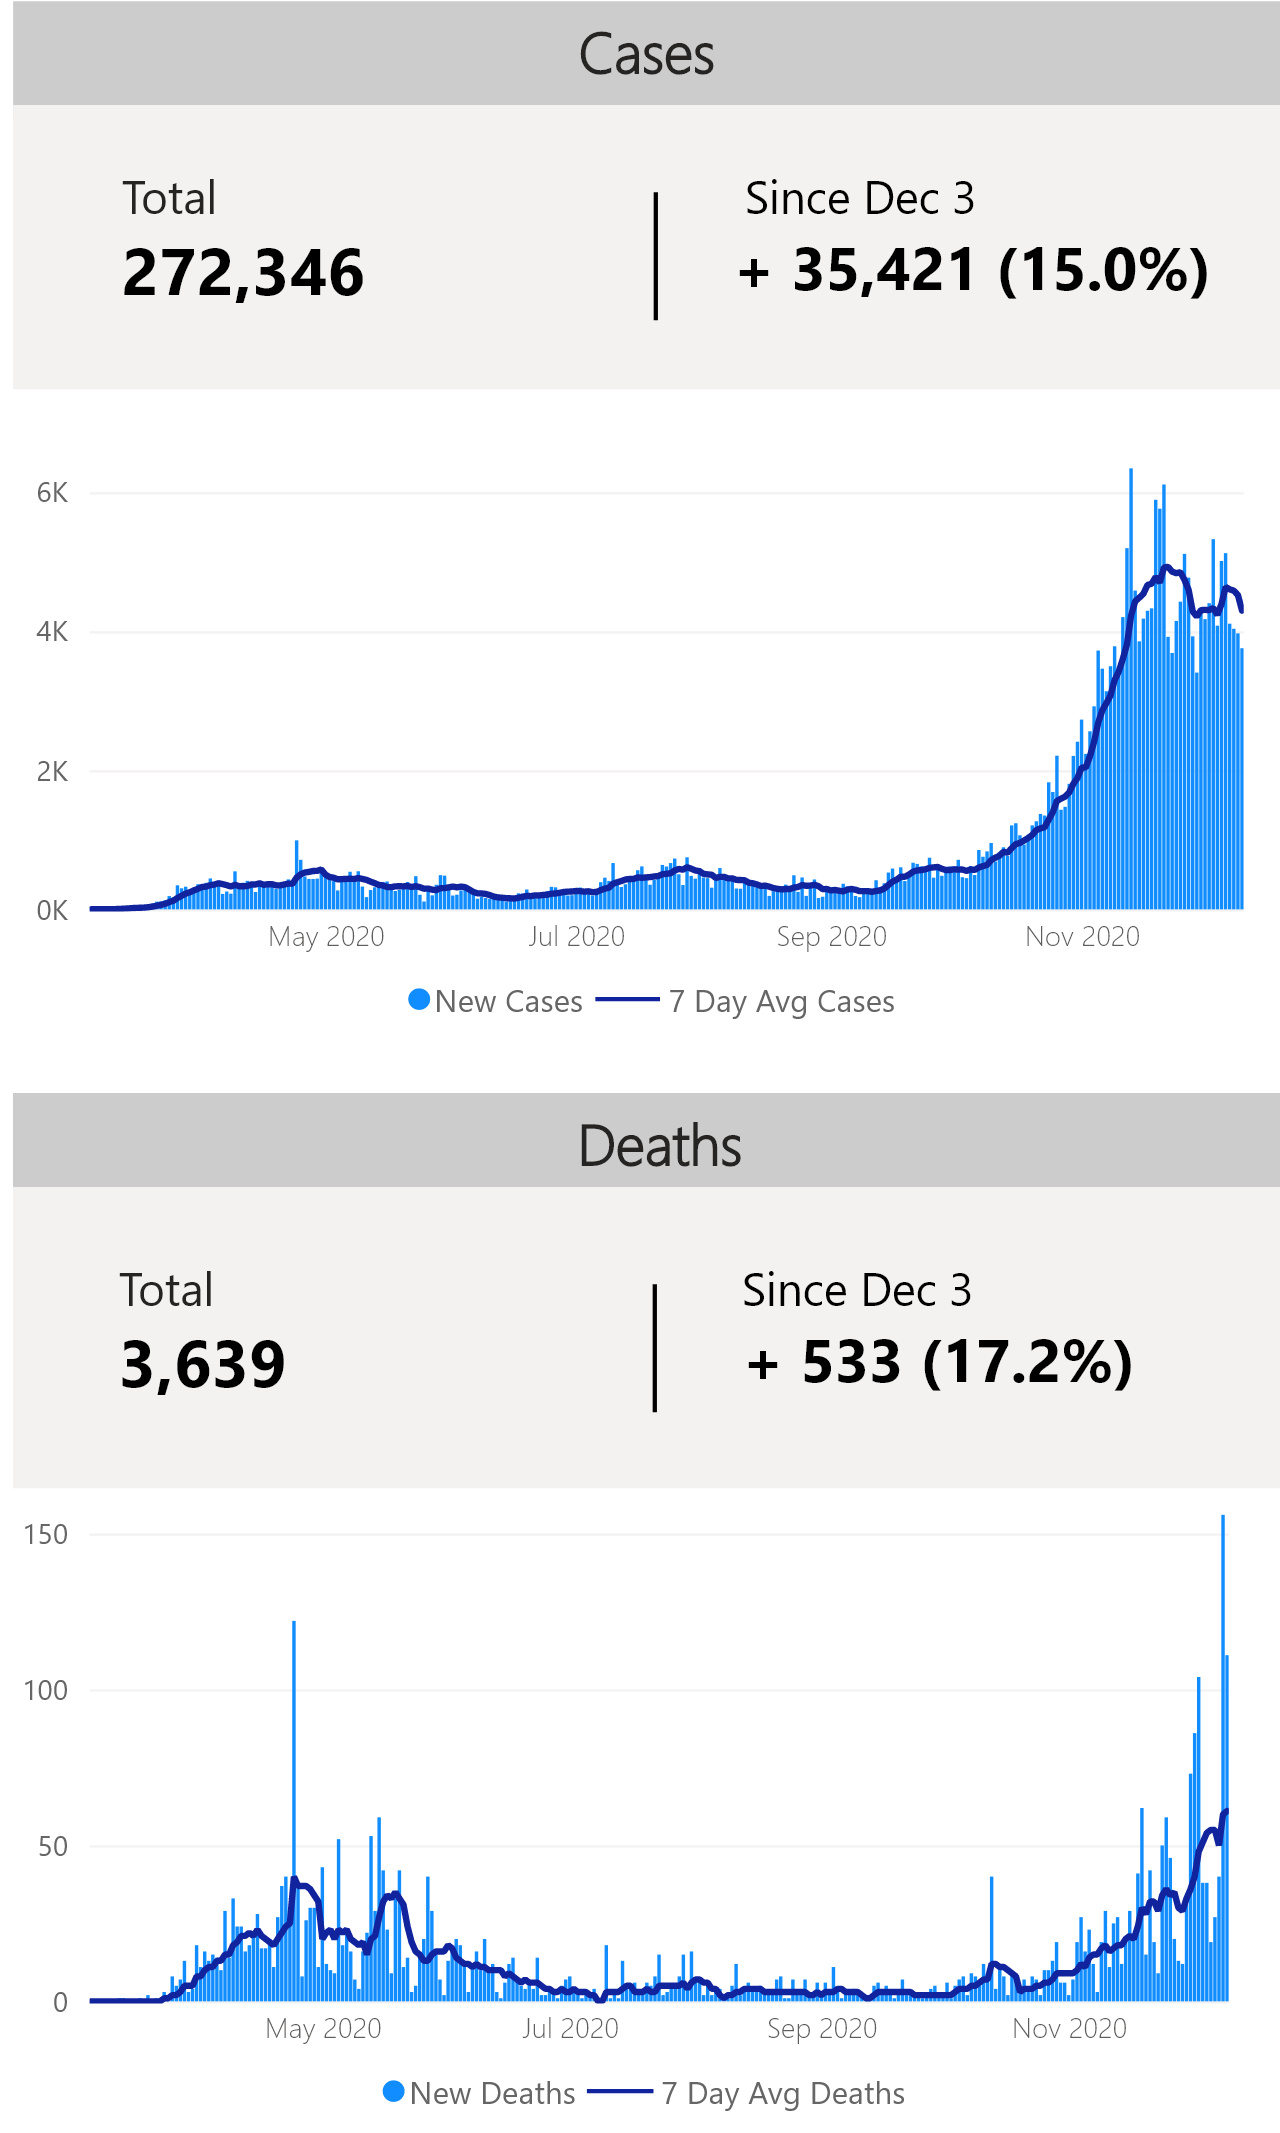 Cases
Total
Since Dec 3
272,346
+ 35,421 (15.0%)
6K
4K
2K
0K
May 2020
Jul 2020
Sep 2020
Nov 2020
New Cases
7 Day Avg Cases
Deaths
Total
Since Dec 3
3,639
+ 533 (17.2%)
150
100
50
0
May 2020
Jul 2020
Sep 2020
Nov 2020
New Deaths
7 Day Avg Deaths